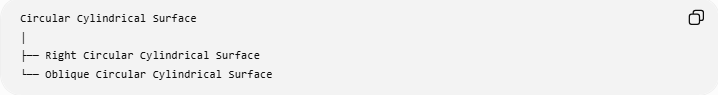 Circular Cylindrical Surface
│
├── Right Circular Cylindrical Surface
└── Oblique Circular Cylindrical Surface